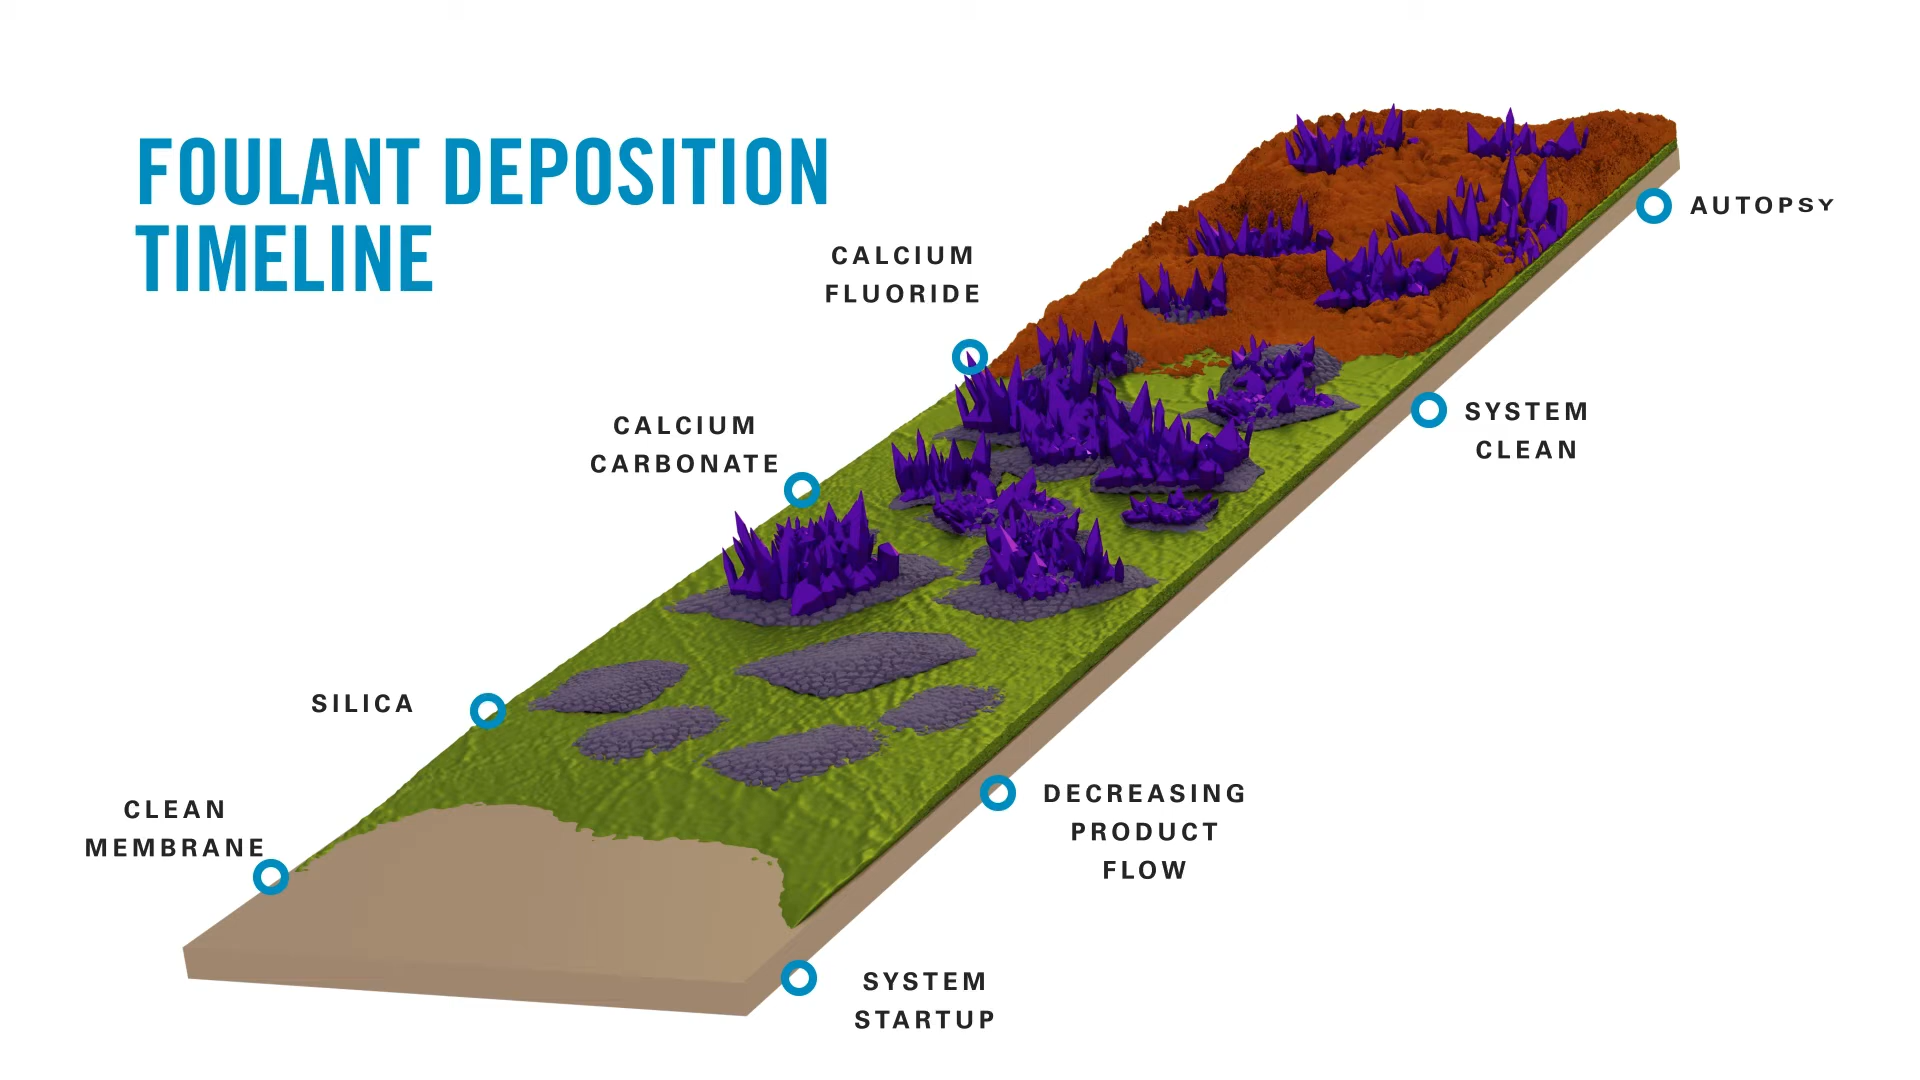 FOULANT DEPOSITION
TIMELINE
CALCIUM
FLUORIDE
CALCIUM
CARBONATE
SILICA
CLEAN
MEMBRANE
AUTOPSY
SYSTEM
CLEAN
DECREASING
PRODUCT
FLOW
SYSTEM
STARTUP